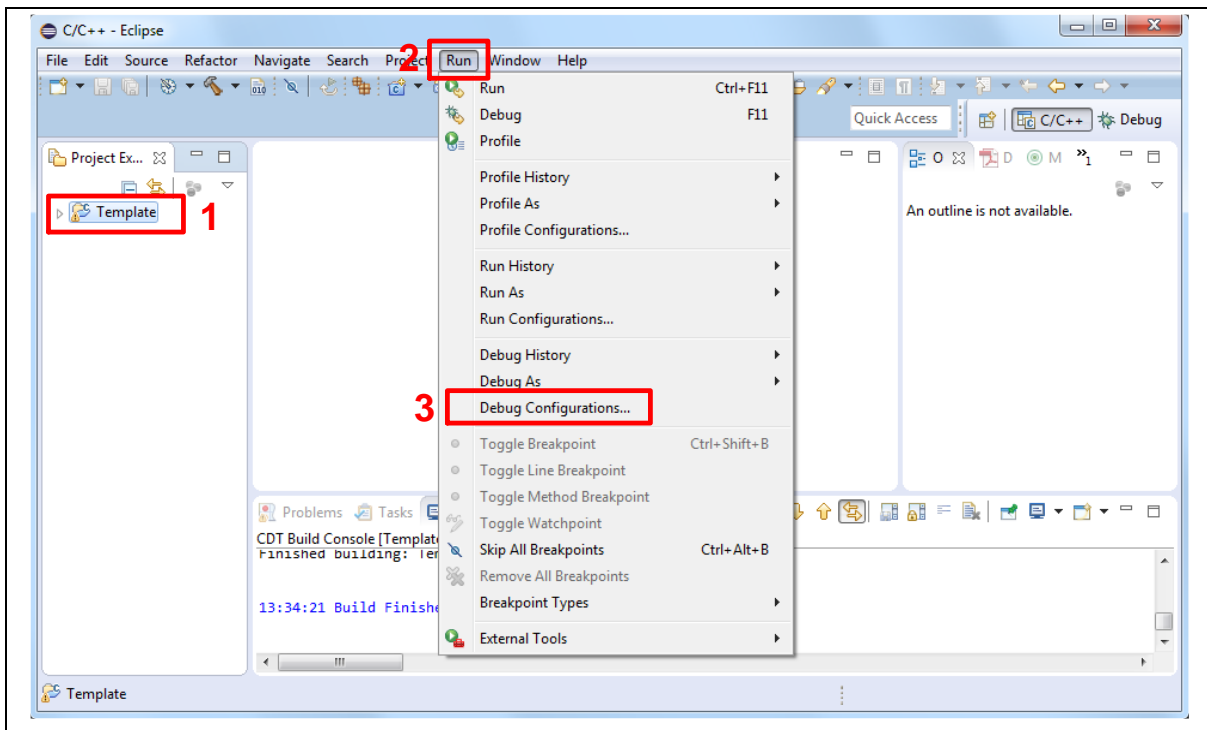 C/C++ - Eclipse
2
File Edit Source Refactor Navigate Search Project Run Window Help
Run Ctrl+F11
Debug F11
Profile
Quick Access
C/C++
Debug
Project Ex...
O
D
M
»1
Template
1
An outline is not available.
Profile History
Profile As
Profile Configurations...
Run History
Run As
Run Configurations...
Debug History
Debug As
3
Debug Configurations...
Toggle Breakpoint Ctrl+Shift+B
Toggle Line Breakpoint
Toggle Method Breakpoint
Toggle Watchpoint
Skip All Breakpoints Ctrl+Alt+B
Remove All Breakpoints
Breakpoint Types
External Tools
Problems Tasks
CDT Build Console [Templat
Finished building: Te
13:34:21 Build Finishe
Template